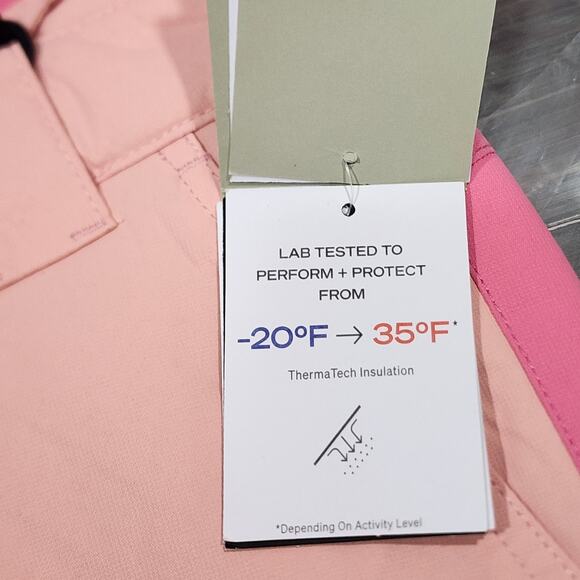 LAB TESTED TO
PERFORM + PROTECT
FROM
-20°F → 35°F*
ThermaTech Insulation
*Depending On Activity Level